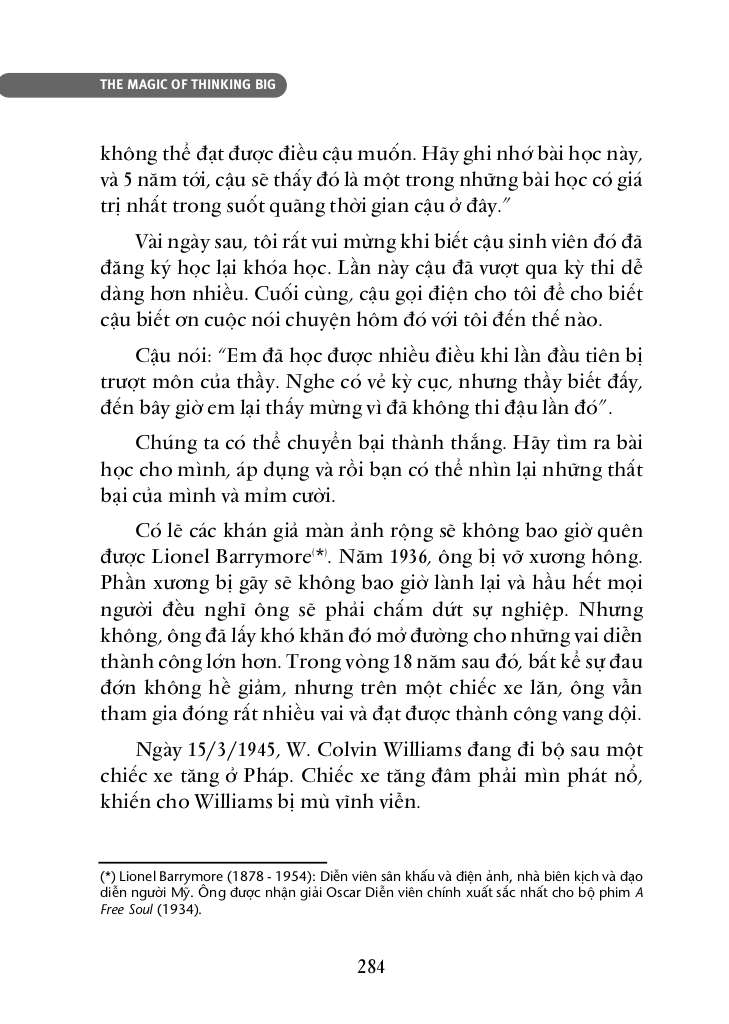 THE MAGIC OF THINKING BIG
không thể đạt được điều cậu muốn. Hãy ghi nhớ bài học này,
và 5 năm tới, cậu sẽ thấy đó là một trong những bài học có giá
trị nhất trong suốt quãng thời gian cậu ở đây.”
Vài ngày sau, tôi rất vui mừng khi biết cậu sinh viên đó đã
đăng ký học lại khóa học. Lần này cậu đã vượt qua kỳ thi dễ
dàng hơn nhiều. Cuối cùng, cậu gọi điện cho tôi để cho biết
cậu biết ơn cuộc nói chuyện hôm đó với tôi đến thế nào.
Cậu nói: “Em đã học được nhiều điều khi lần đầu tiên bị
trượt môn của thầy. Nghe có vẻ kỳ cục, nhưng thầy biết đấy,
đến bây giờ em lại thấy mừng vì đã không thi đậu lần đó”.
Chúng ta có thể chuyển bại thành thắng. Hãy tìm ra bài
học cho mình, áp dụng và rồi bạn có thể nhìn lại những thất
bại của mình và mỉm cười.
Có lẽ các khán giả màn ảnh rộng sẽ không bao giờ quên
được Lionel Barrymore(*). Năm 1936, ông bị vỡ xương hông.
Phần xương bị gãy sẽ không bao giờ lành lại và hầu hết mọi
người đều nghĩ ông sẽ phải chấm dứt sự nghiệp. Nhưng
không, ông đã lấy khó khăn đó mở đường cho những vai diễn
thành công lớn hơn. Trong vòng 18 năm sau đó, bất kể sự đau
đớn không hề giảm, nhưng trên một chiếc xe lăn, ông vẫn
tham gia đóng rất nhiều vai và đạt được thành công vang dội.
Ngày 15/3/1945, W. Colvin Williams đang đi bộ sau một
chiếc xe tăng ở Pháp. Chiếc xe tăng đâm phải mìn phát nổ,
khiến cho Williams bị mù vĩnh viễn.
(*) Lionel Barrymore (1878 - 1954): Diễn viên sân khấu và điện ảnh, nhà biên kịch và đạo
diễn người Mỹ. Ông được nhận giải Oscar Diễn viên chính xuất sắc nhất cho bộ phim A
Free Soul (1934).
284